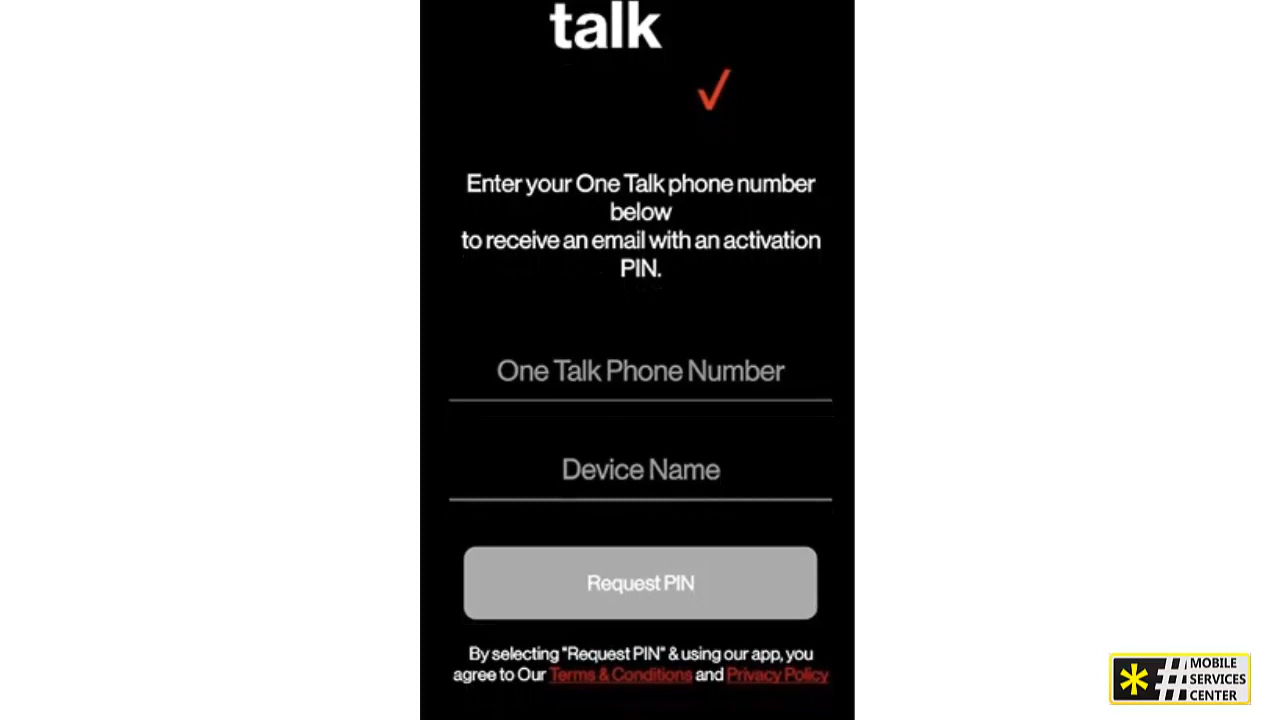 talk
Enter your One Talk phone number
below
to receive an email with an activation
PIN.
One Talk Phone Number
Device Name
Request PIN
By selecting "Request PIN" & using our app, you
agree to Our Terms & Conditions and Privacy Policy
MOBILE
SERVICES
CENTER